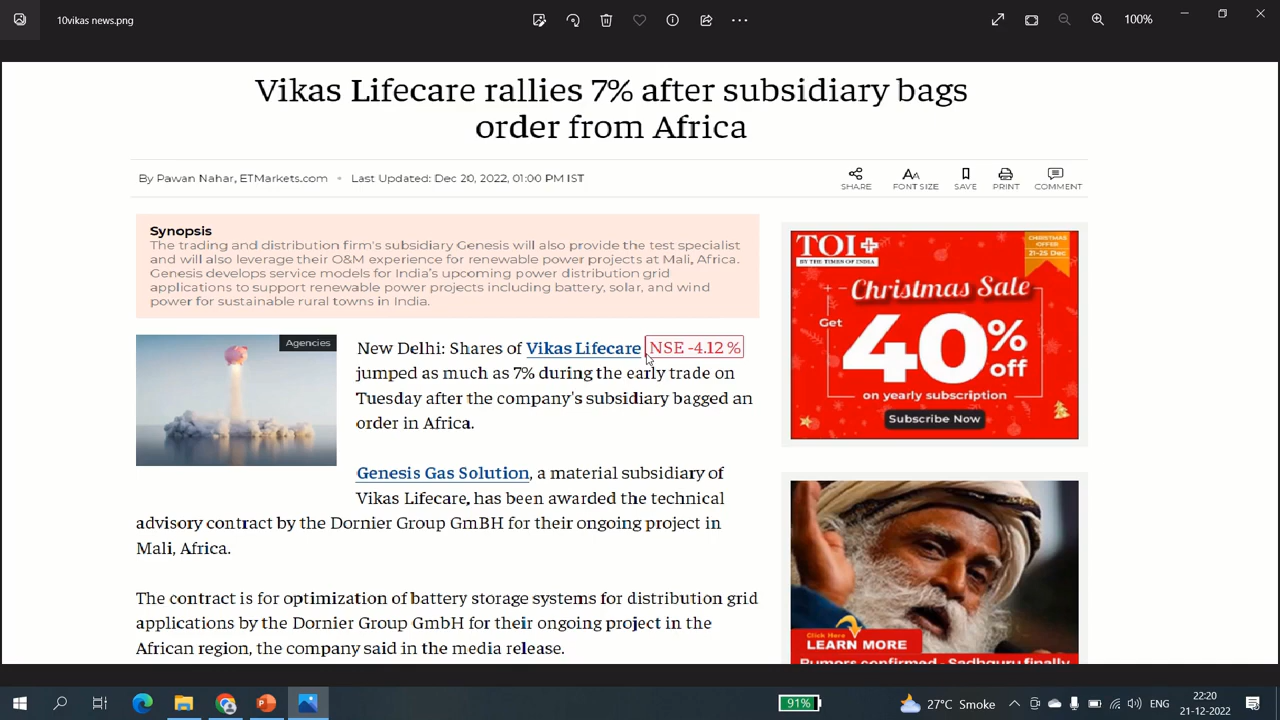 10vikas news.png
100%
Vikas Lifecare rallies 7% after subsidiary bags
order from Africa
By Pawan Nahar, ETMarkets.com • Last Updated: Dec 20, 2022, 01:00 PM IST
SHARE
FONT SIZE
SAVE
PRINT
COMMENT
Synopsis
The trading and distribution firm's subsidiary Genesis will also provide the test specialist
and will also leverage their field experience for renewable power projects at Mali, Africa.
Genesis develops service models for India's upcoming power distribution grid
applications to support renewable power projects including battery, solar, and wind
power for sustainable rural towns in India.
Agencies
New Delhi: Shares of Vikas Lifecare NSE -4.12 %
jumped as much as 7% during the early trade on
Tuesday after the company's subsidiary bagged an
order in Africa.
Genesis Gas Solution, a material subsidiary of
Vikas Lifecare, has been awarded the technical
advisory contract by the Dornier Group GmBH for their ongoing project in
Mali, Africa.
The contract is for optimization of battery storage systems for distribution grid
applications by the Dornier Group GmbH for their ongoing project in the
African region, the company said in the media release.
TOI+
BY THE TIMES OF INDIA
CHRISTMAS
OFFER
21-25 Dec
Christmas Sale
Get
40%
off
on yearly subscription
Subscribe Now
Click Here
LEARN MORE
Rumors confirmed - Sadhguru finally
91%
27°C Smoke
ENG
22:20
21-12-2022